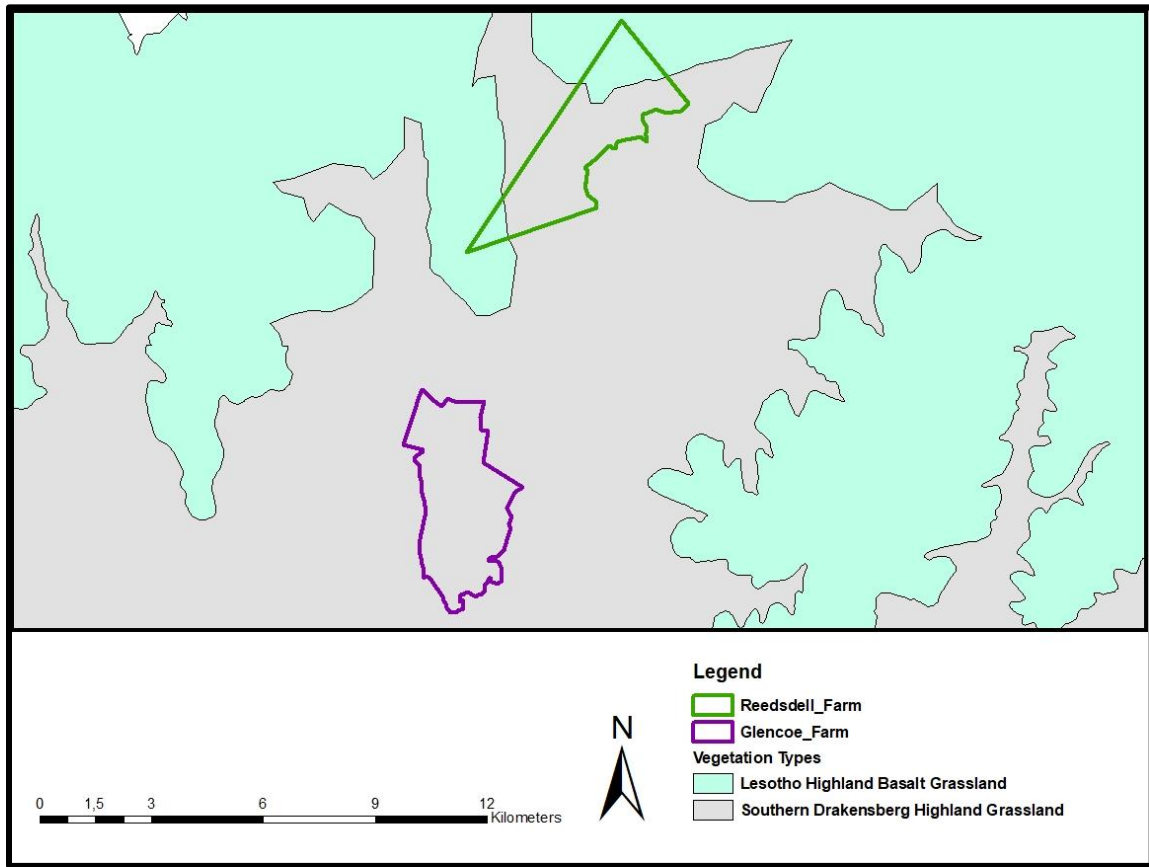 Legend
Reedsdell_Farm
Glencoe_Farm
Vegetation Types
Lesotho Highland Basalt Grassland
Southern Drakensberg Highland Grassland
N
0 1,5 3 6 9 12
Kilometers